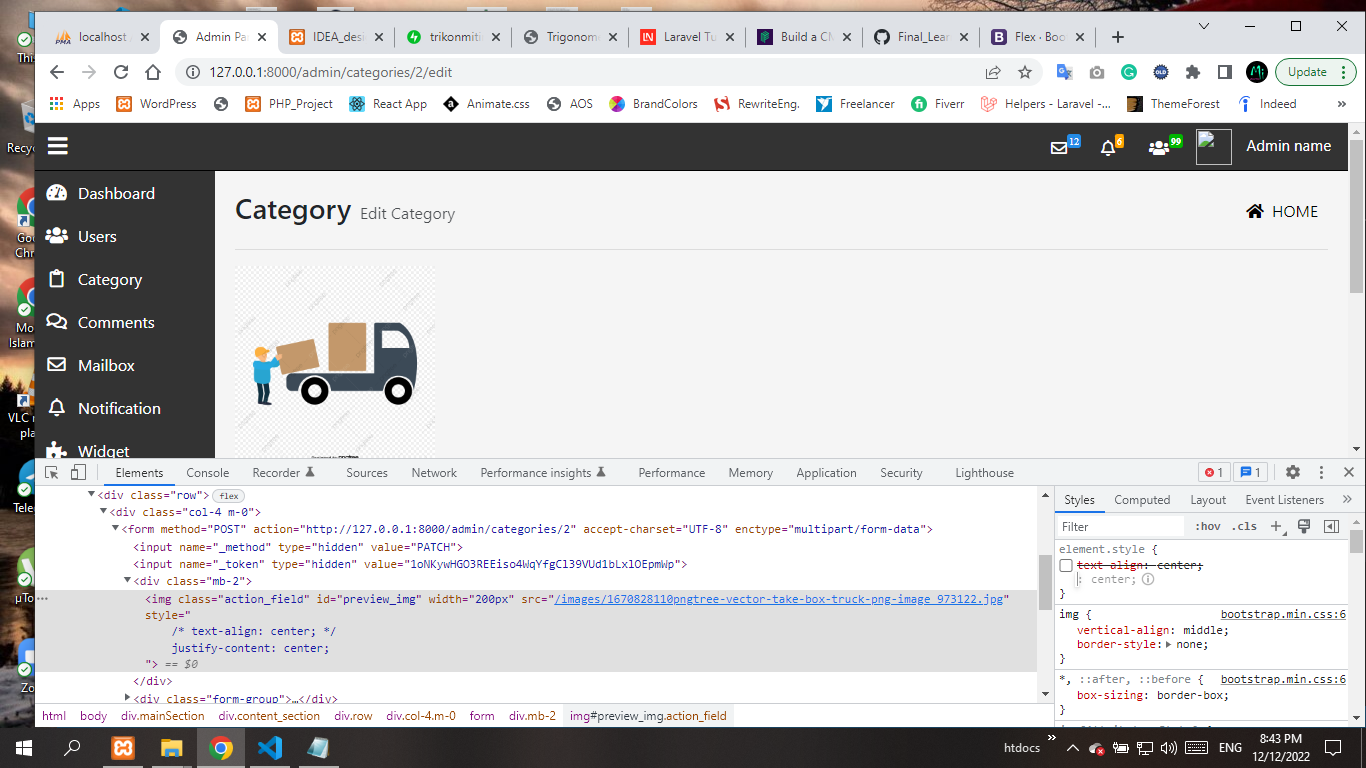 localhost
Admin Pa
IDEA_desi
trikonmiti
Trigonome
Laravel Tu
Build a CM
Final_Lear
Flex · Boo
127.0.0.1:8000/admin/categories/2/edit
Update
Apps
WordPress
PHP_Project
React App
Animate.css
AOS
BrandColors
RewriteEng.
Freelancer
Fiverr
Helpers - Laravel -...
ThemeForest
Indeed
»
12
6
99
Admin name
Dashboard
Users
Category
Comments
Mailbox
Notification
Widget
Category Edit Category
HOME
Elements
Console
Recorder
Sources
Network
Performance insights
Performance
Memory
Application
Security
Lighthouse
1
1
<div class="row"> flex
<div class="col-4 m-0">
<form method="POST" action="http://127.0.0.1:8000/admin/categories/2" accept-charset="UTF-8" enctype="multipart/form-data">
<input name="_method" type="hidden" value="PATCH">
<input name="_token" type="hidden" value="1oNKywHGO3REEiso4WqYfgCl39VUd1bLxlOEpmWp">
<div class="mb-2">
<img class="action_field" id="preview_img" width="200px" src="/images/1670828110pngtree-vector-take-box-truck-png-image_973122.jpg"
style="
/* text-align: center; */
justify-content: center;
"> == $0
</div>
<div class="form-group">…</div>
html body div.mainSection div.content_section div.row div.col-4.m-0 form div.mb-2 img#preview_img.action_field
Styles
Computed
Layout
Event Listeners
»
Filter
:hov .cls
element.style {
text-align: center;
: center;
}
img {
bootstrap.min.css:6
vertical-align: middle;
border-style: none;
}
*, ::after, ::before {
bootstrap.min.css:6
box-sizing: border-box;
}
htdocs
»
ENG
8:43 PM
12/12/2022